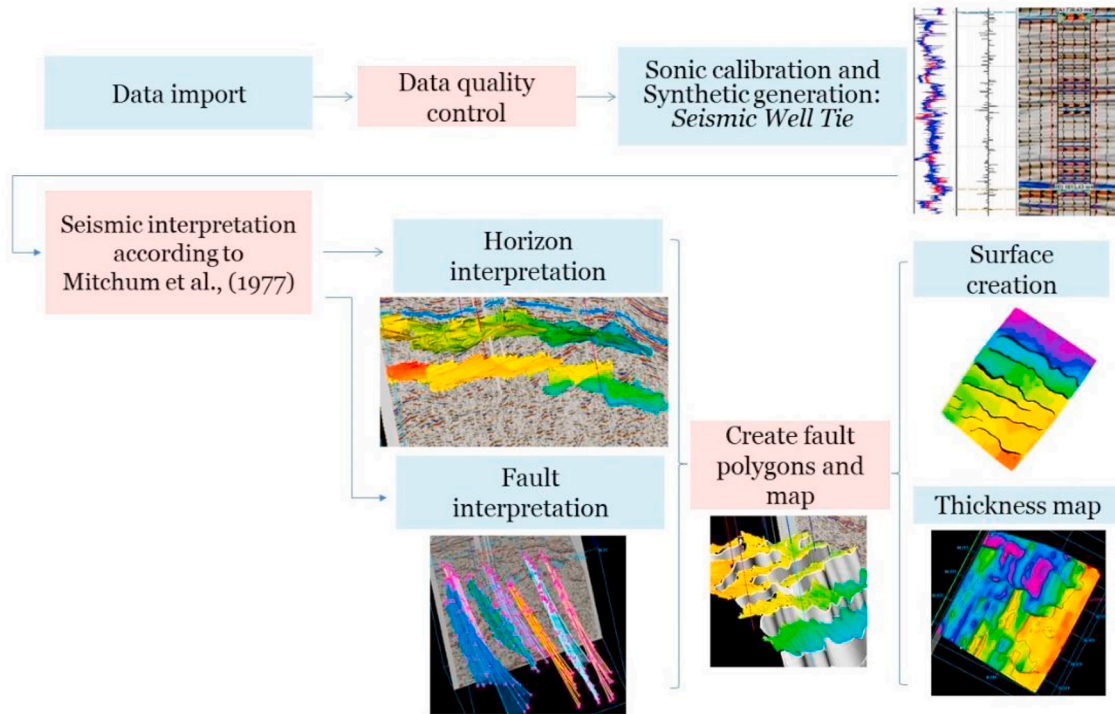 Data import
Data quality
control
Sonic calibration and
Synthetic generation:
Seismic Well Tie
Seismic interpretation
according to
Mitchum et al., (1977)
Horizon
interpretation
Fault
interpretation
Create fault
polygons and
map
Surface
creation
Thickness map